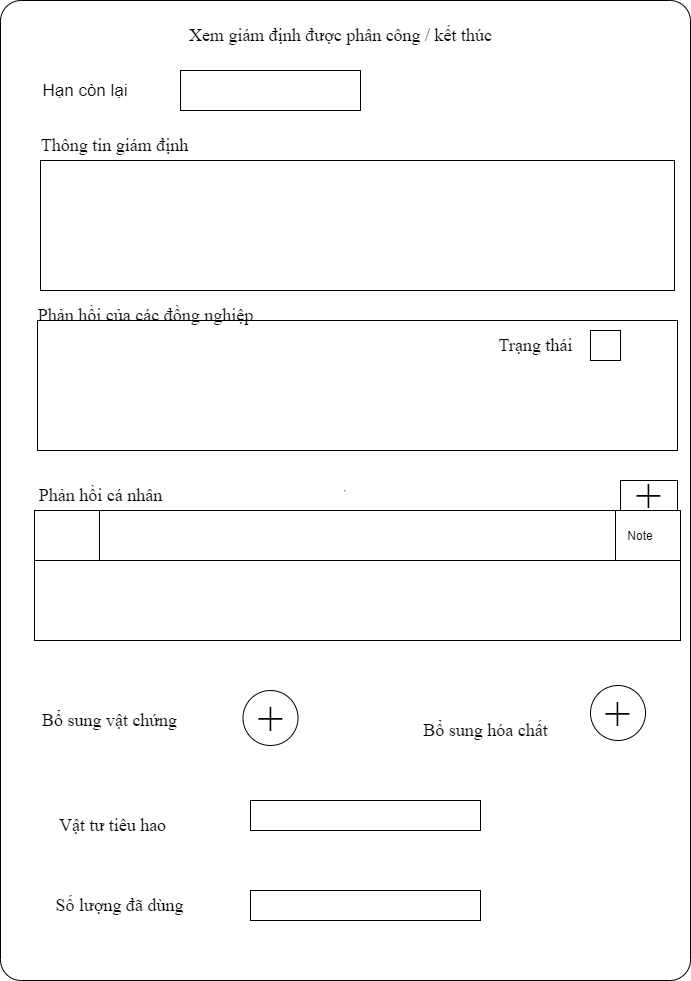 Xem giám định được phân công / kết thúc
Hạn còn lại
Thông tin giám định
Phản hồi của các đồng nghiệp
Trạng thái
Phản hồi cá nhân
Note
Bổ sung vật chứng
Bổ sung hóa chất
Vật tư tiêu hao
Số lượng đã dùng